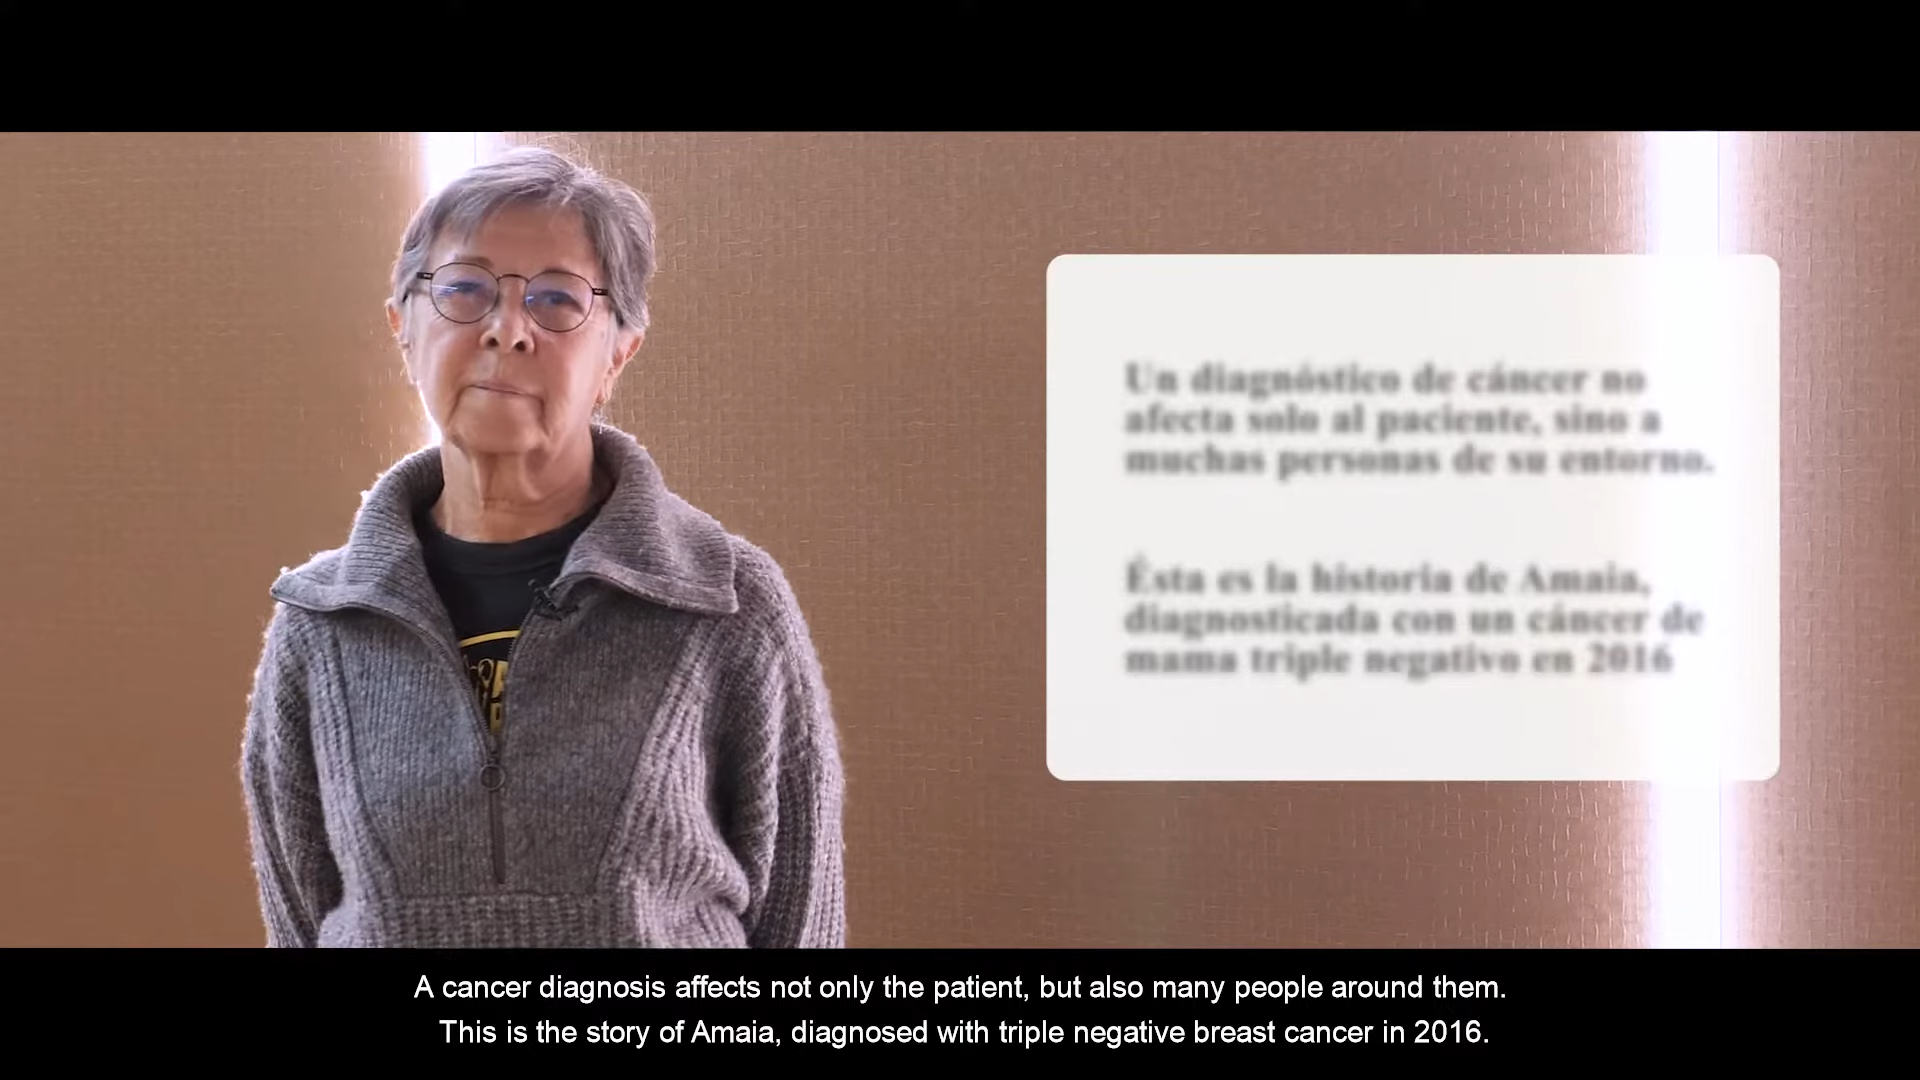 Un diagnóstico de cáncer no
afecta solo al paciente, sino a
muchas personas de su entorno.
Ésta es la historia de Amaia,
diagnosticada con un cáncer de
mama triple negativo en 2016
A cancer diagnosis affects not only the patient, but also many people around them.
This is the story of Amaia, diagnosed with triple negative breast cancer in 2016.